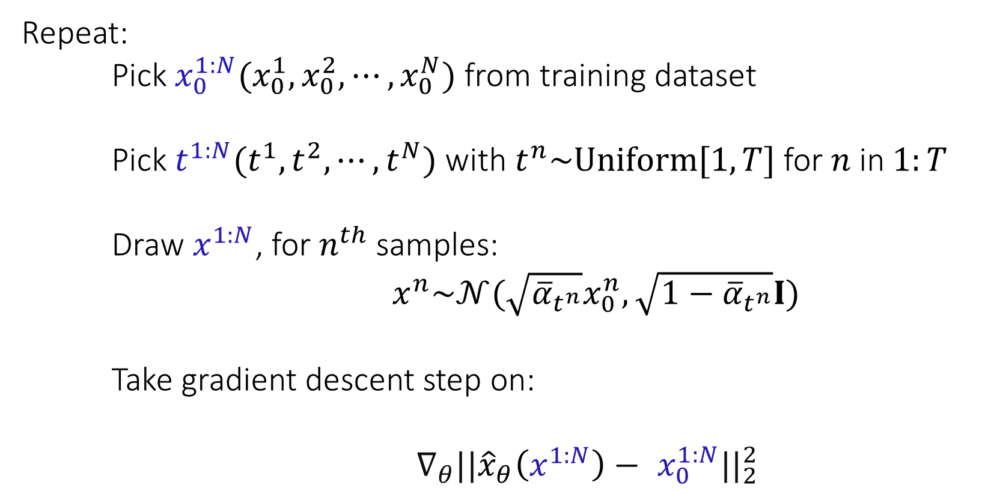 Repeat:
Pick $x_0^{1:N}(x_0^1, x_0^2, \cdots, x_0^N)$ from training dataset
Pick $t^{1:N}(t^1, t^2, \cdots, t^N)$ with $t^n \sim \mathrm{Uniform}[1, T]$ for $n$ in $1:T$
Draw $x^{1:N}$, for $n^{th}$ samples:
$x^n \sim \mathcal{N}(\sqrt{\bar{\alpha}_{t^n}} x_0^n, \sqrt{1 - \bar{\alpha}_{t^n}} \mathbf{I})$
Take gradient descent step on:
$\nabla_\theta ||\hat{x}_\theta(x^{1:N}) - x_0^{1:N}||_2^2$